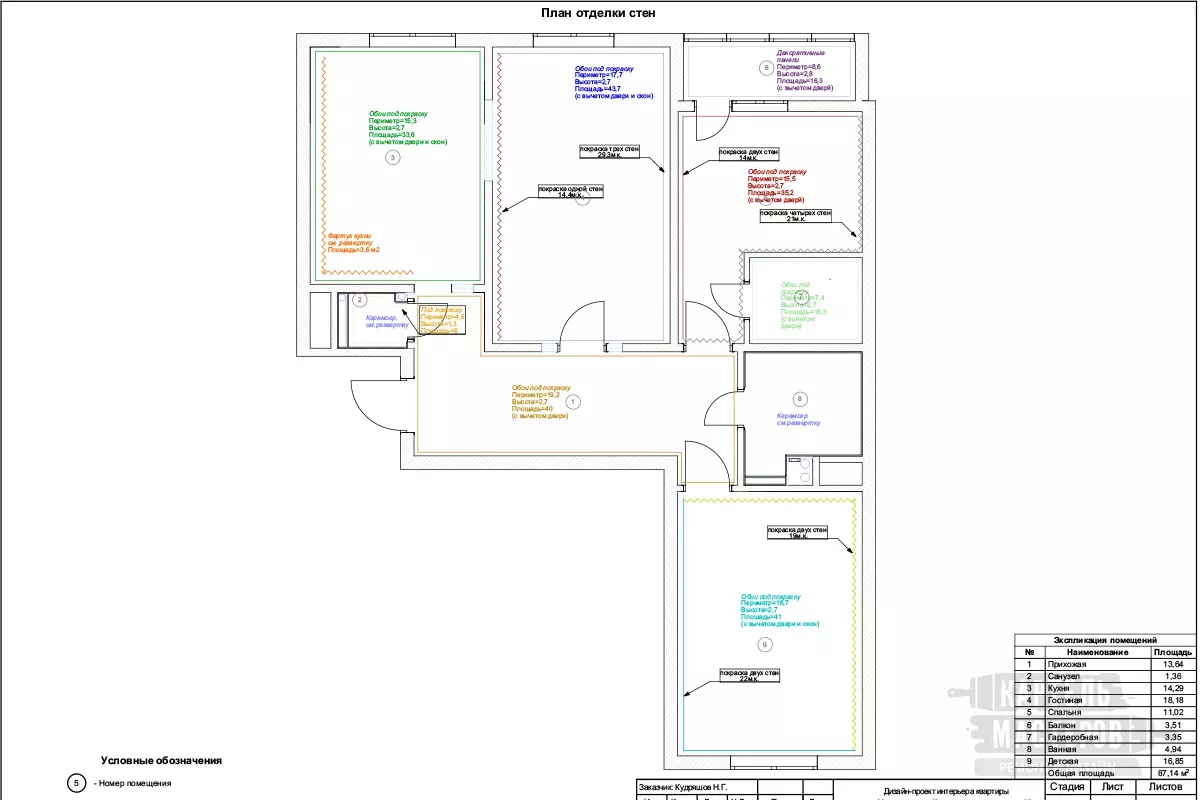 План отделки стен
Декоративные
панели
Периметр=8,6
Высота=2,8
Площадь=16,3
(с вычетом дверй)
6
Обои под покраску
Периметр=17,7
Высота=2,7
Площадь=43,7
(с вычетом двери и окон)
Обои под покраску
Периметр=15,3
Высота=2,7
Площадь=33,6
(с вычетом двери и окон)
3
покраска трех стен
29,3м.к.
покраска двух стен
14м.к.
Обои под покраску
Периметр=15,5
Высота=2,7
Площадь=35,2
(с вычетом дверй)
покраска одной стен
14,4м.к.
покраска четырех стен
21м.к.
Фартук кухни
см. развертку
Площадь=3,6 м2
Обои под
покраску
Периметр=7,4
Высота=2,7
Площадь=18,3
(с вычетом
двери)
7
2
Керамогр.
см.развертку
Под покраску
Периметр=4,6
Высота=1,3
Площадь=6
Обои под покраску
Периметр=19,2
Высота=2,7
Площадь=40
(с вычетом двери)
1
8
Керамогр.
см.развертку
покраска двух стен
19м.к.
Обои под покраску
Периметр=16,7
Высота=2,7
Площадь=41
(с вычетом двери и окон)
9
покраска двух стен
22м.к.
Экспликация помещений
№ Наименование Площадь
1 Прихожая 13,64
2 Санузел 1,36
3 Кухня 14,29
4 Гостиная 18,18
5 Спальня 11,02
6 Балкон 3,51
7 Гардеробная 3,35
8 Ванная 4,94
9 Детская 16,85
Общая площадь 87,14 м²
Условные обозначения
5 - Номер помещения
Заказчик: Кудряшов Н.Г.
Дизайн-проект интерьера квартиры
Стадия Лист Листов